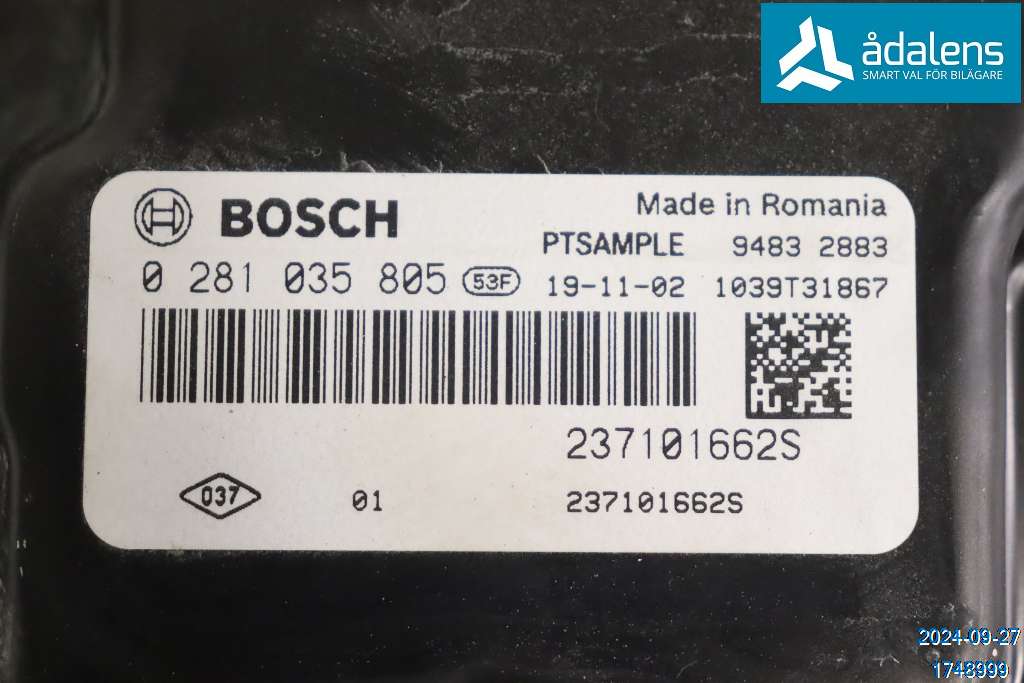 ådalens
SMART VAL FÖR BILÄGARE
BOSCH
Made in Romania
PTSAMPLE 9483 2883
0 281 035 805 53F 19-11-02 1039T31867
237101662S
037 01 237101662S
2024-09-27
1748999